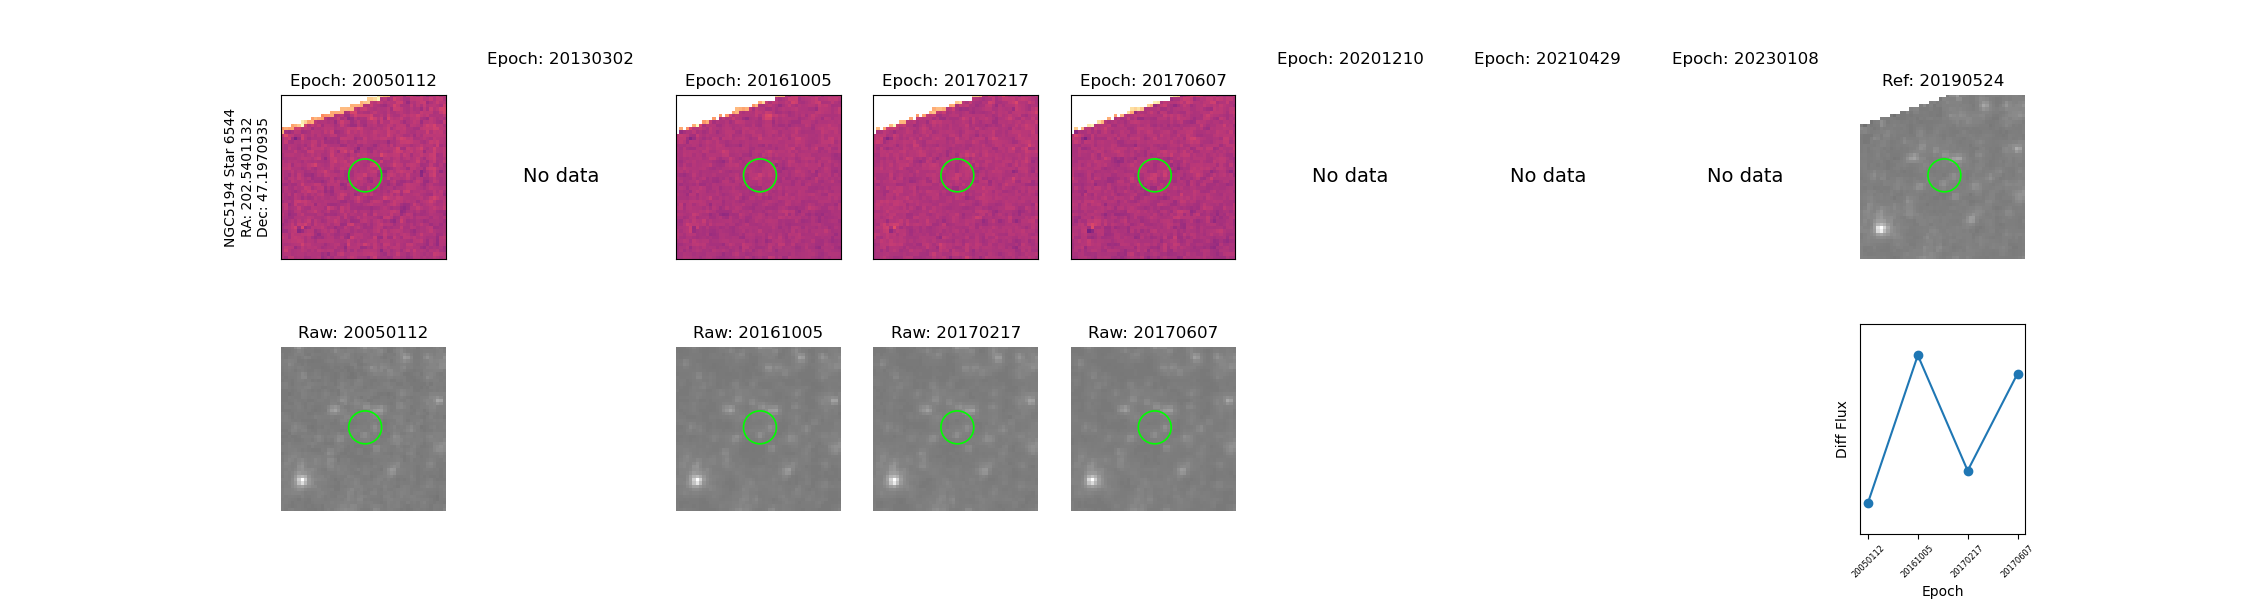 NGC5194 Star 6544
RA: 202.5401132
Dec: 47.1970935
Epoch: 20050112
Epoch: 20130302
No data
Epoch: 20161005
Epoch: 20170217
Epoch: 20170607
Epoch: 20201210
No data
Epoch: 20210429
No data
Epoch: 20230108
No data
Ref: 20190524
Raw: 20050112
Raw: 20161005
Raw: 20170217
Raw: 20170607
Diff Flux
20050112
20161005
20170217
20170607
Epoch